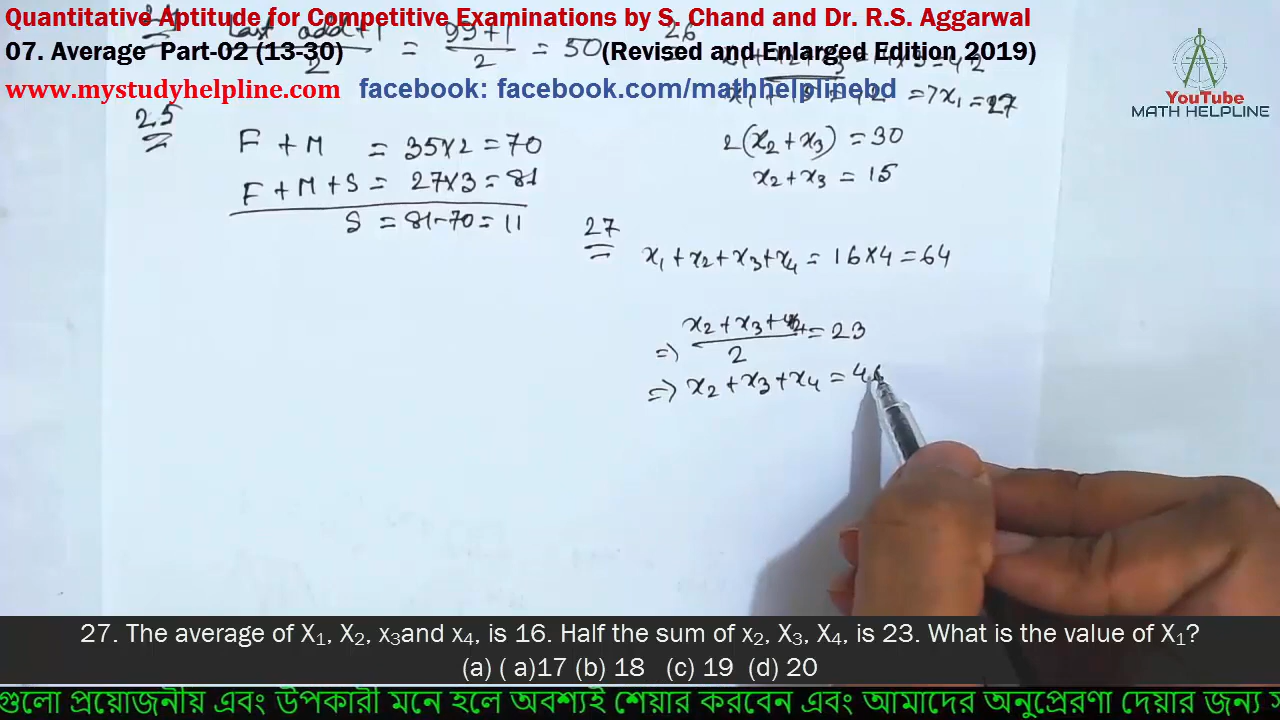 Quantitative Aptitude for Competitive Examinations by S. Chand and Dr. R.S. Aggarwal
07. Average Part-02 (13-30) (Revised and Enlarged Edition 2019)
www.mystudyhelpline.com facebook: facebook.com/mathhelplinebd
YouTube
MATH HELPLINE
last odd+1 / 2 = 99+1 / 2 = 50
25
F + M = 35×2 = 70
F + M + S = 27×3 = 81
S = 81-70 = 11
26
= 42
= 7x₁ = 27
2(x₂+x₃) = 30
x₂+x₃ = 15
27
x₁+x₂+x₃+x₄ = 16×4 = 64
=> x₂+x₃+x₄ / 2 = 23
=> x₂+x₃+x₄ = 46
27. The average of X₁, X₂, x₃and x₄, is 16. Half the sum of x₂, X₃, X₄, is 23. What is the value of X₁?
(a) ( a)17 (b) 18 (c) 19 (d) 20
গুলো প্রয়োজনীয় এবং উপকারী মনে হলে অবশ্যই শেয়ার করবেন এবং আমাদের অনুপ্রেরণা দেয়ার জন্য